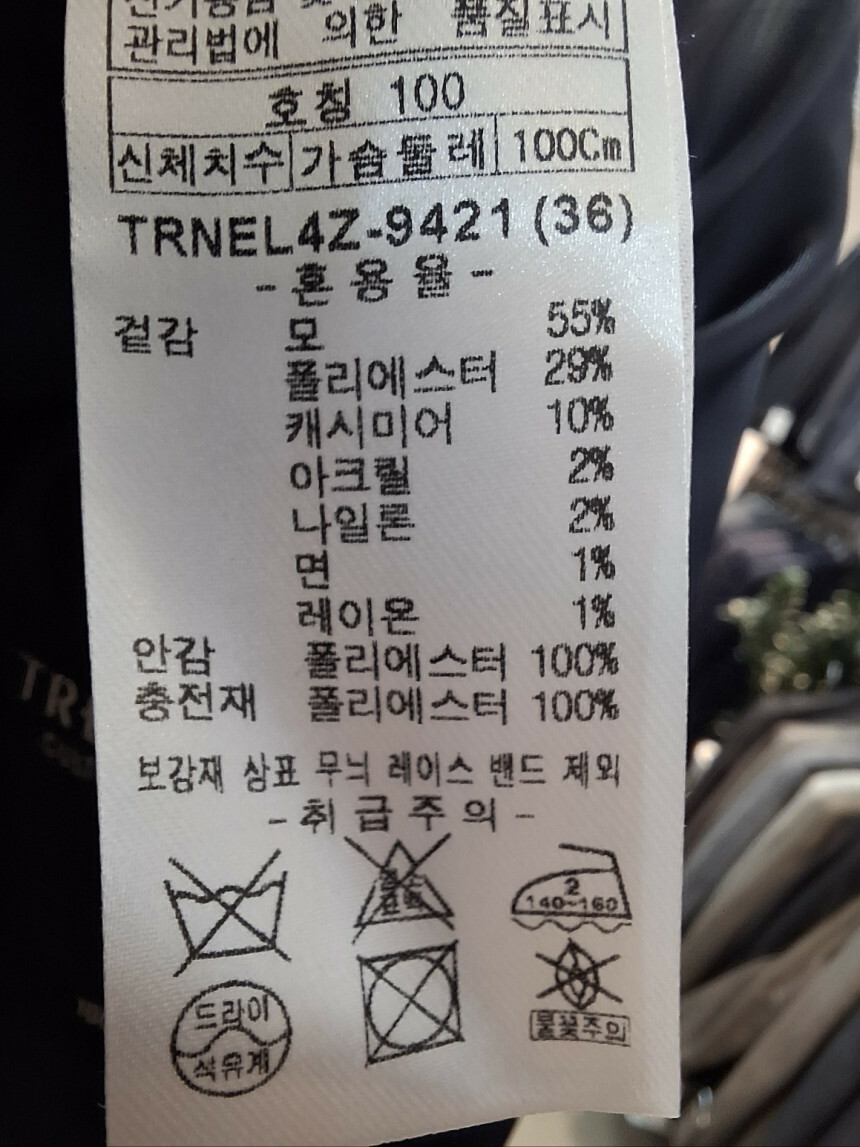 관리법에 의한 품질표시
호칭 100
신체치수 가슴둘레 100Cm
TRNEL4Z-9421(36)
-혼용율-
겉감 모 55%
폴리에스터 29%
캐시미어 10%
아크릴 2%
나일론 2%
면 1%
레이온 1%
안감 폴리에스터 100%
충전재 폴리에스터 100%
보강재 상표 무늬 레이스 밴드 제외
-취급주의-
염소
표백
2
140~160
드라이
석유계
불꽃주의